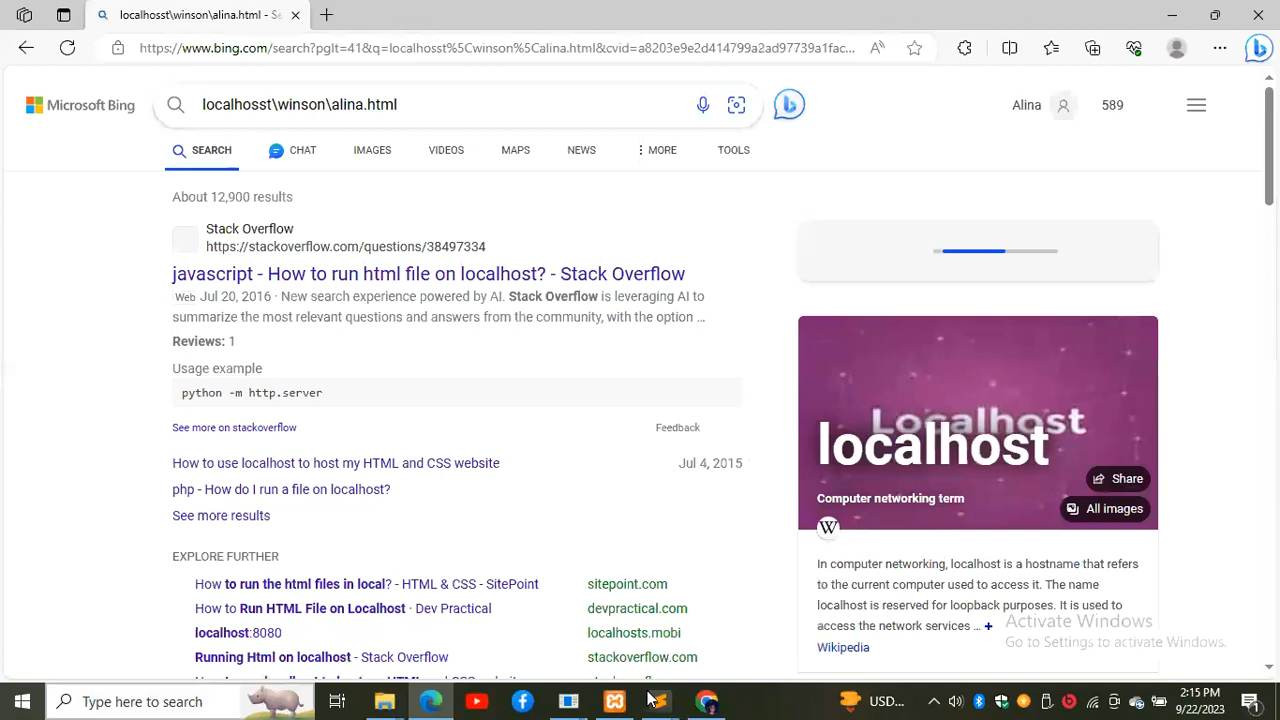 localhosst\winson\alina.html - Se
https://www.bing.com/search?pglt=41&q=localhosst%5Cwinson%5Calina.html&cvid=a8203e9e2d414799a2ad97739a1fac...
Microsoft Bing
localhosst\winson\alina.html
Alina
589
SEARCH
CHAT
IMAGES
VIDEOS
MAPS
NEWS
MORE
TOOLS
About 12,900 results
Stack Overflow
https://stackoverflow.com/questions/38497334
javascript - How to run html file on localhost? - Stack Overflow
Web Jul 20, 2016 · New search experience powered by AI. Stack Overflow is leveraging AI to
summarize the most relevant questions and answers from the community, with the option ...
Reviews: 1
Usage example
python -m http.server
See more on stackoverflow
Feedback
How to use localhost to host my HTML and CSS website
Jul 4, 2015
php - How do I run a file on localhost?
See more results
EXPLORE FURTHER
How to run the html files in local? - HTML & CSS - SitePoint
sitepoint.com
How to Run HTML File on Localhost · Dev Practical
devpractical.com
localhost:8080
localhosts.mobi
Running Html on localhost - Stack Overflow
stackoverflow.com
Localhost
localhost
Computer networking term
Share
All images
W
In computer networking, localhost is a hostname that refers
to the current computer used to access it. The name
localhost is reserved for loopback purposes. It is used to
access the network services ... +
Wikipedia
Activate Windows
Go to Settings to activate Windows.
Type here to search
USD...
2:15 PM
9/22/2023
1